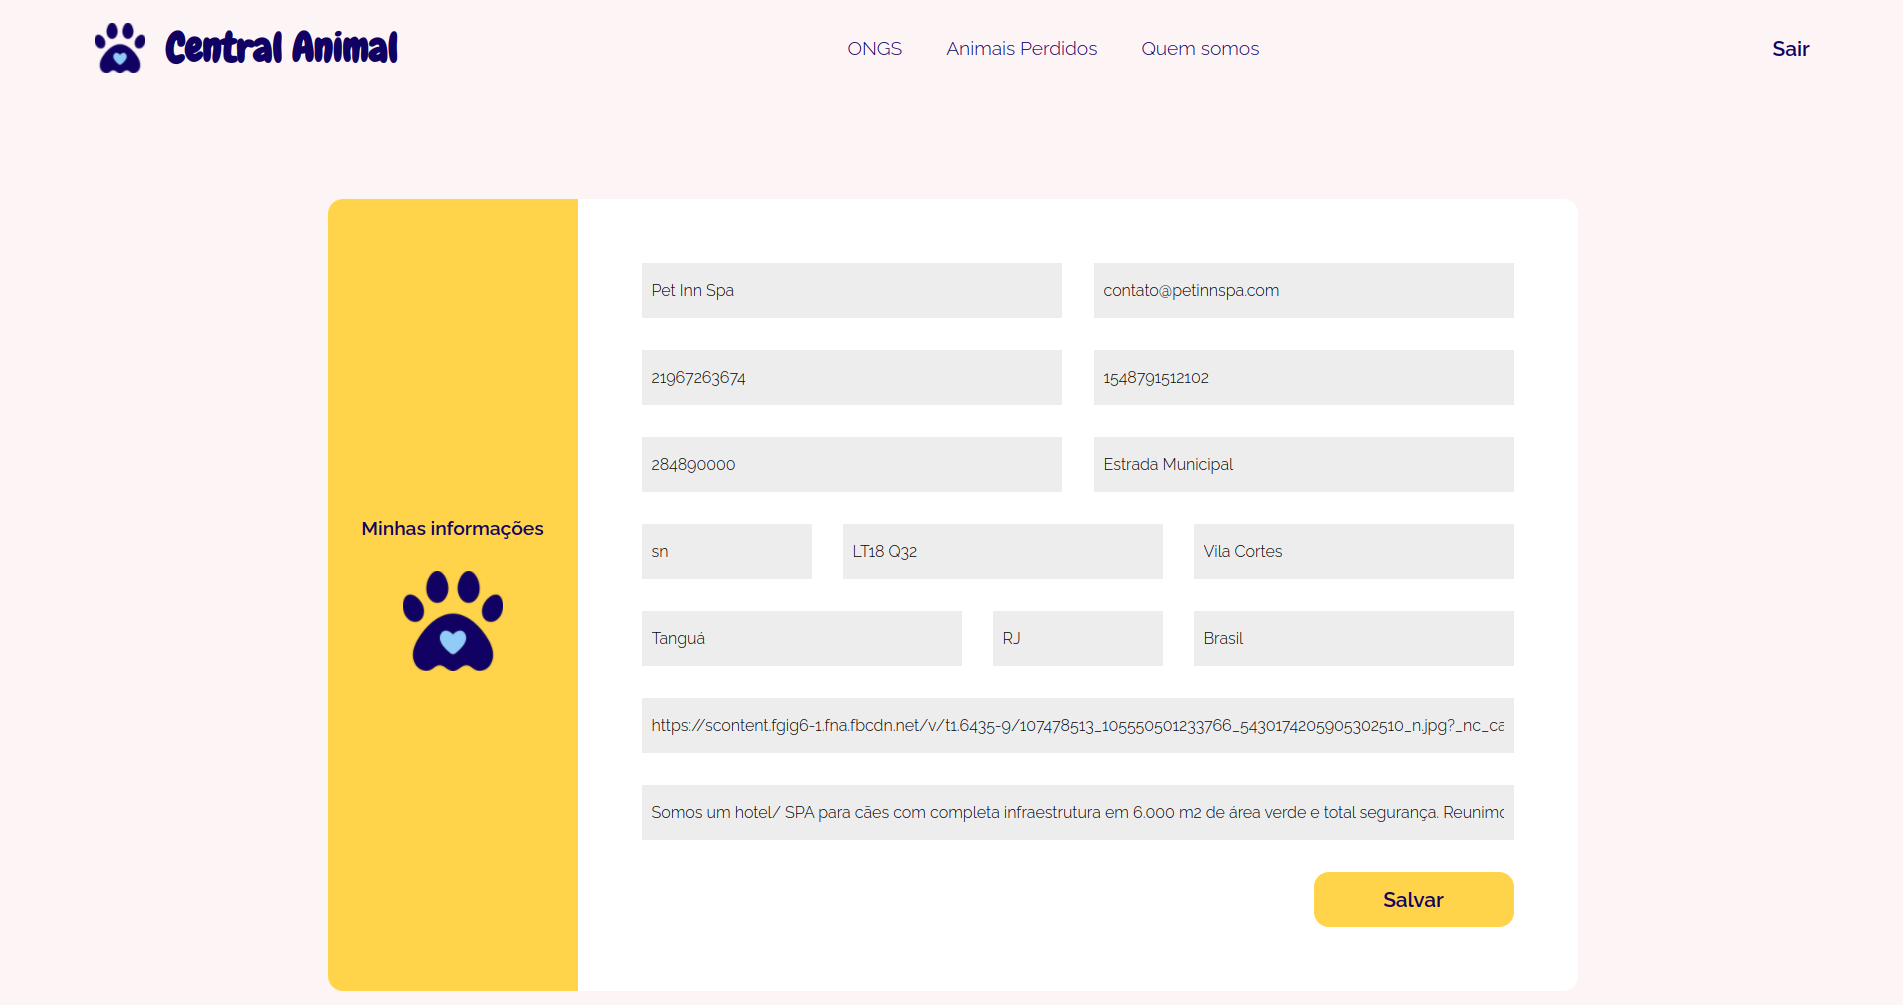 Central Animal
ONGS Animais Perdidos Quem somos
Sair
Minhas informações
Pet Inn Spa
contato@petinnspa.com
21967263674
1548791512102
284890000
Estrada Municipal
sn
LT18 Q32
Vila Cortes
Tanguá
RJ
Brasil
https://scontent.fgig6-1.fna.fbcdn.net/v/t1.6435-9/107478513_105550501233766_5430174205905302510_n.jpg?_nc_ca
Somos um hotel/ SPA para cães com completa infraestrutura em 6.000 m2 de área verde e total segurança. Reunimo
Salvar